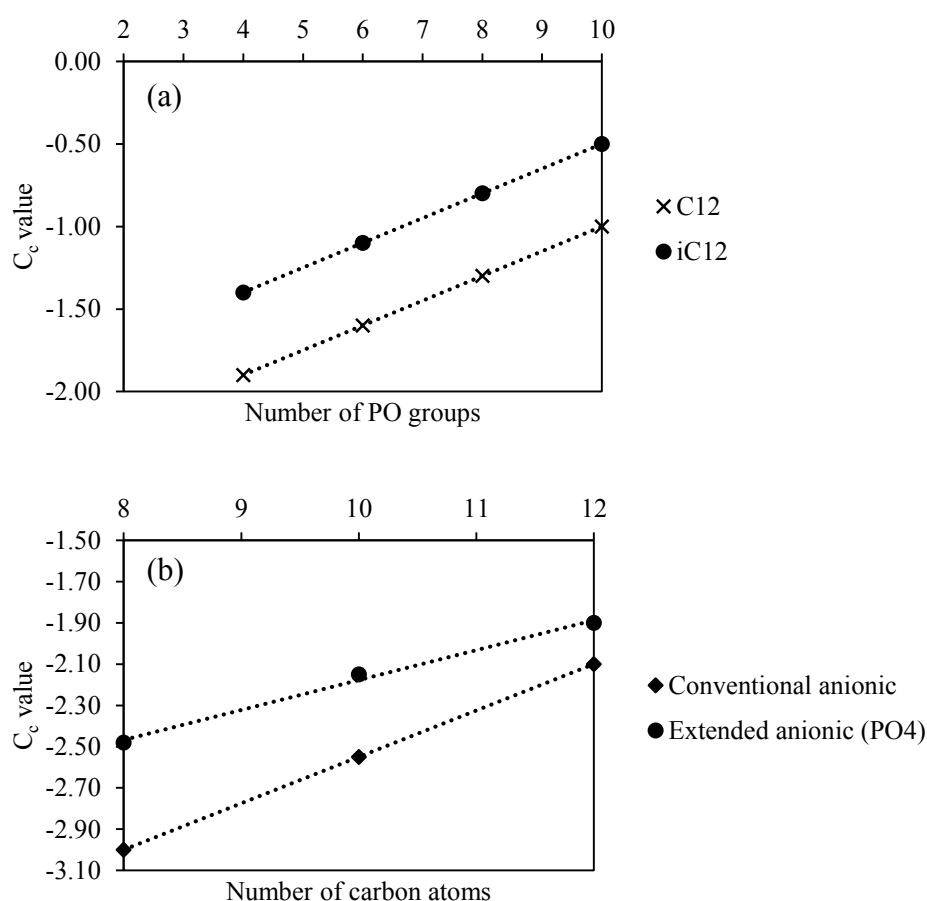 2 3 4 5 6 7 8 9 10
0.00
(a)
-0.50
C12
-1.00
iC12
-1.50
-2.00
C_c value
Number of PO groups
8 9 10 11 12
-1.50
(b)
-1.70
-1.90
-2.10
Conventional anionic
-2.30
Extended anionic (PO4)
-2.50
-2.70
-2.90
-3.10
C_c value
Number of carbon atoms